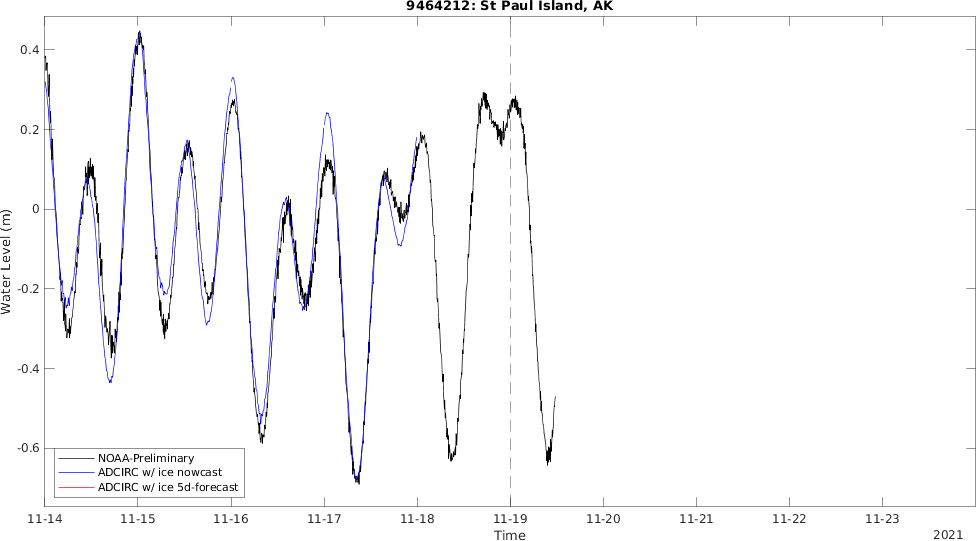 9464212: St Paul Island, AK
Water Level (m)
0.4
0.2
0
-0.2
-0.4
-0.6
NOAA-Preliminary
ADCIRC w/ ice nowcast
ADCIRC w/ ice 5d-forecast
11-14 11-15 11-16 11-17 11-18 11-19 11-20 11-21 11-22 11-23
Time
2021